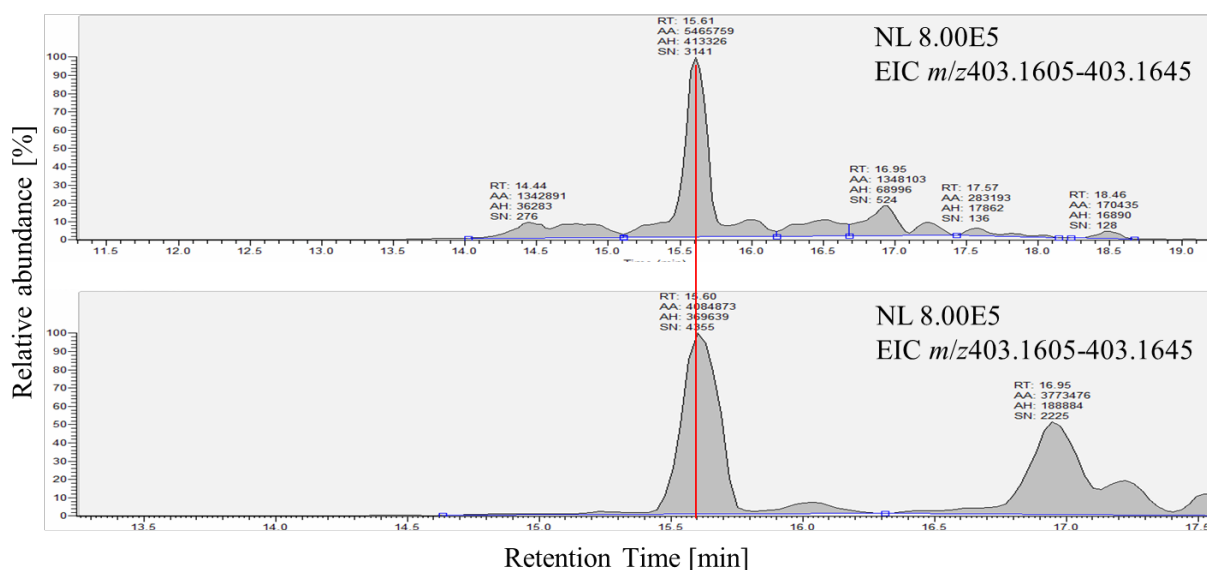 RT: 15.61
AA: 5465759
AH: 413326
SN: 3141
NL 8.00E5
EIC m/z403.1605-403.1645
100
90
80
70
60
50
40
30
20
10
0
RT: 14.44
AA: 1342891
AH: 36283
SN: 276
RT: 16.95
AA: 1348103
AH: 68996
SN: 524
RT: 17.57
AA: 283193
AH: 17862
SN: 136
RT: 18.46
AA: 170435
AH: 16890
SN: 128
11.5 12.0 12.5 13.0 13.5 14.0 14.5 15.0 15.5 16.0 16.5 17.0 17.5 18.0 18.5 19.0
Relative abundance [%]
RT: 15.60
AA: 4084873
AH: 369639
SN: 4355
NL 8.00E5
EIC m/z403.1605-403.1645
100
90
80
70
60
50
40
30
20
10
0
RT: 16.95
AA: 3773476
AH: 188884
SN: 2225
13.5 14.0 14.5 15.0 15.5 16.0 16.5 17.0 17.5
Retention Time [min]